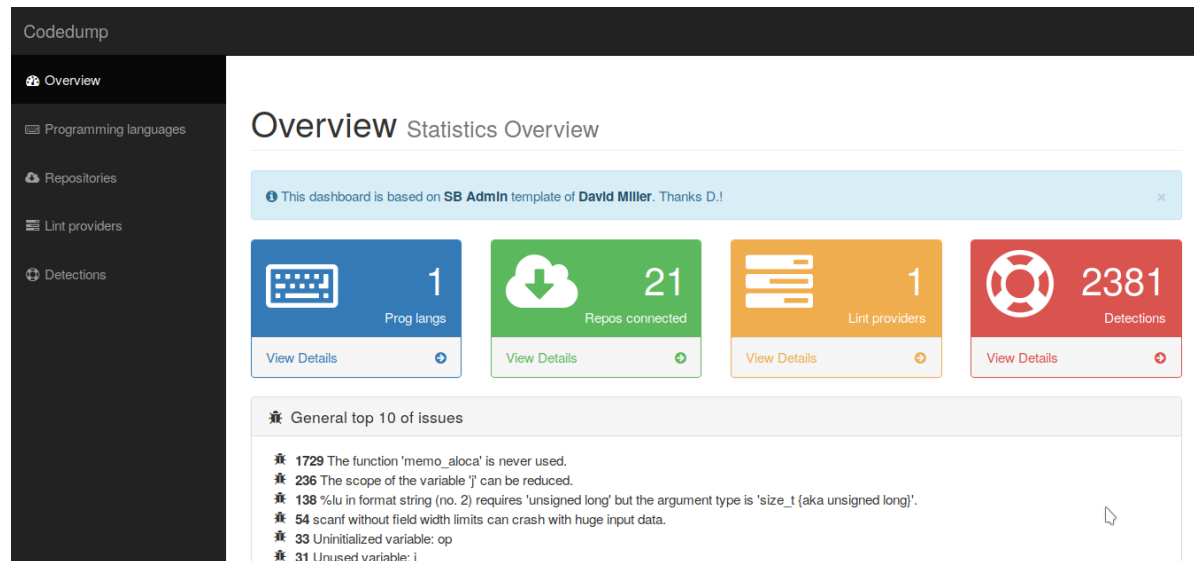 Codedump
Overview
Programming languages
Repositories
Lint providers
Detections
Overview Statistics Overview
This dashboard is based on SB Admin template of David Miller. Thanks D.!
×
1
Prog langs
View Details
21
Repos connected
View Details
1
Lint providers
View Details
2381
Detections
View Details
General top 10 of issues
1729 The function 'memo_aloca' is never used.
236 The scope of the variable 'j' can be reduced.
138 %lu in format string (no. 2) requires 'unsigned long' but the argument type is 'size_t {aka unsigned long}'.
54 scanf without field width limits can crash with huge input data.
33 Uninitialized variable: op
31 Unused variable: i